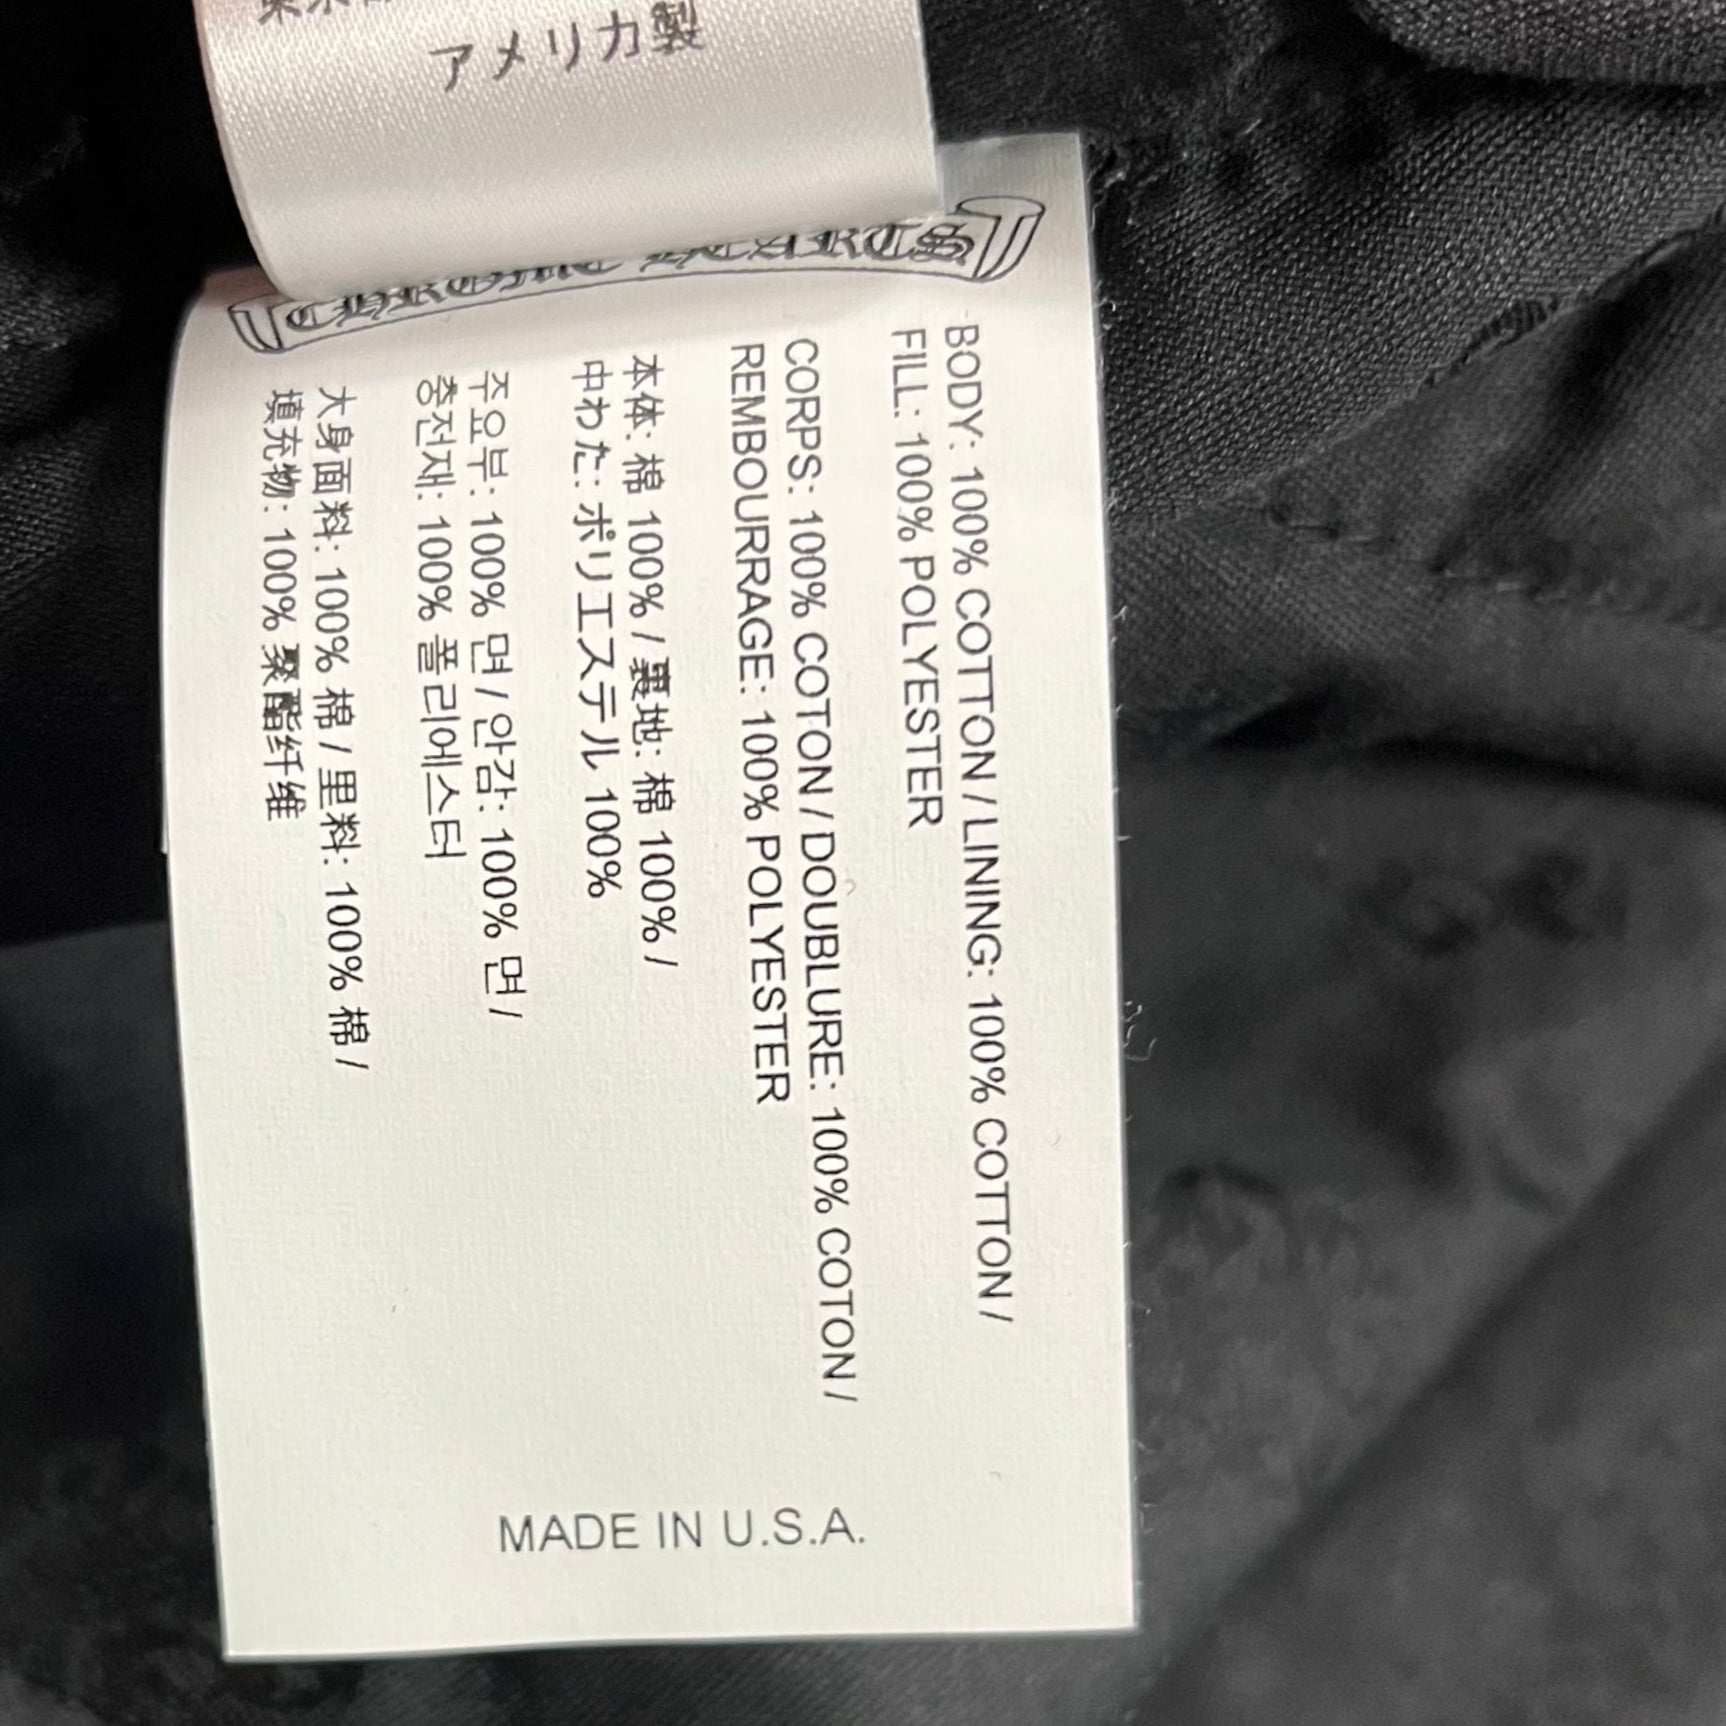 アメリカ製
CHROME HEARTS
BODY: 100% COTTON / LINING: 100% COTTON /
FILL: 100% POLYESTER
CORPS: 100% COTON / DOUBLURE: 100% COTON /
REMBOURRAGE: 100% POLYESTER
本体: 棉 100% / 裏地: 棉 100% /
中わた: ポリエステル 100%
주요부: 100% 면 / 안감: 100% 면 /
충전재: 100% 폴리에스터
大身面料: 100% 棉 / 里料: 100% 棉 /
填充物: 100% 聚酯纤维
MADE IN U.S.A.